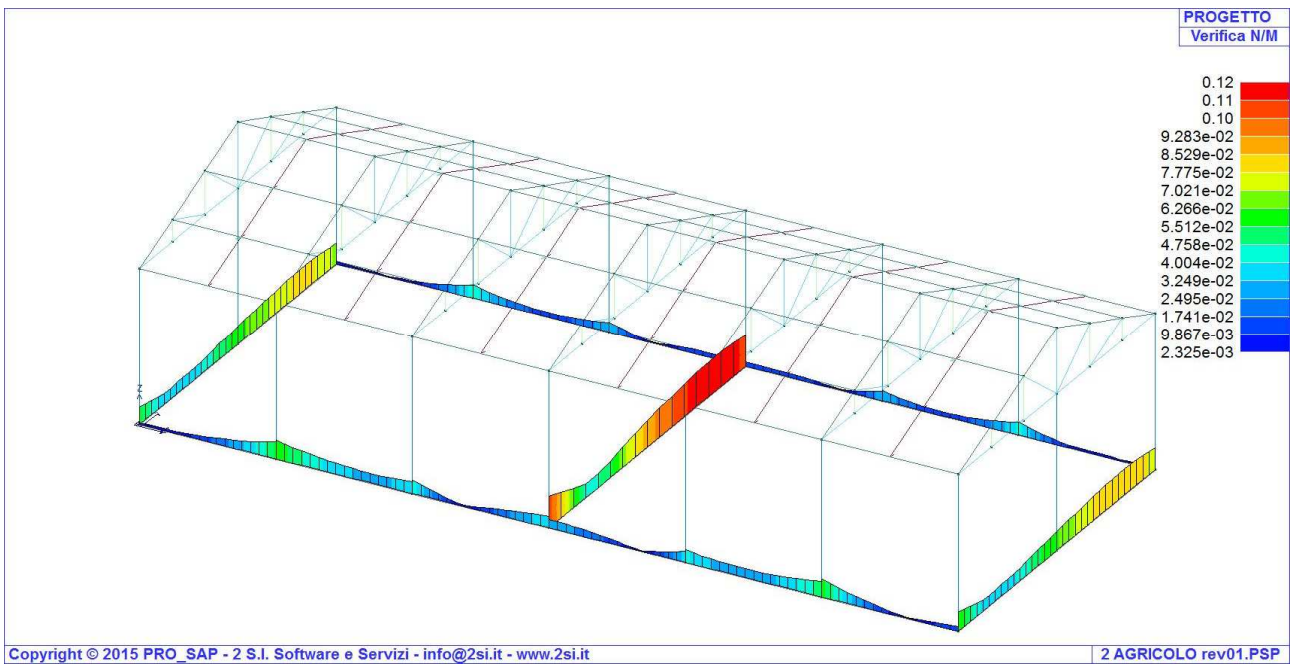 PROGETTO
Verifica N/M
0.12
0.11
0.10
9.283e-02
8.529e-02
7.775e-02
7.021e-02
6.266e-02
5.512e-02
4.758e-02
4.004e-02
3.249e-02
2.495e-02
1.741e-02
9.867e-03
2.325e-03
Z
Copyright © 2015 PRO_SAP - 2 S.I. Software e Servizi - info@2si.it - www.2si.it
2 AGRICOLO rev01.PSP